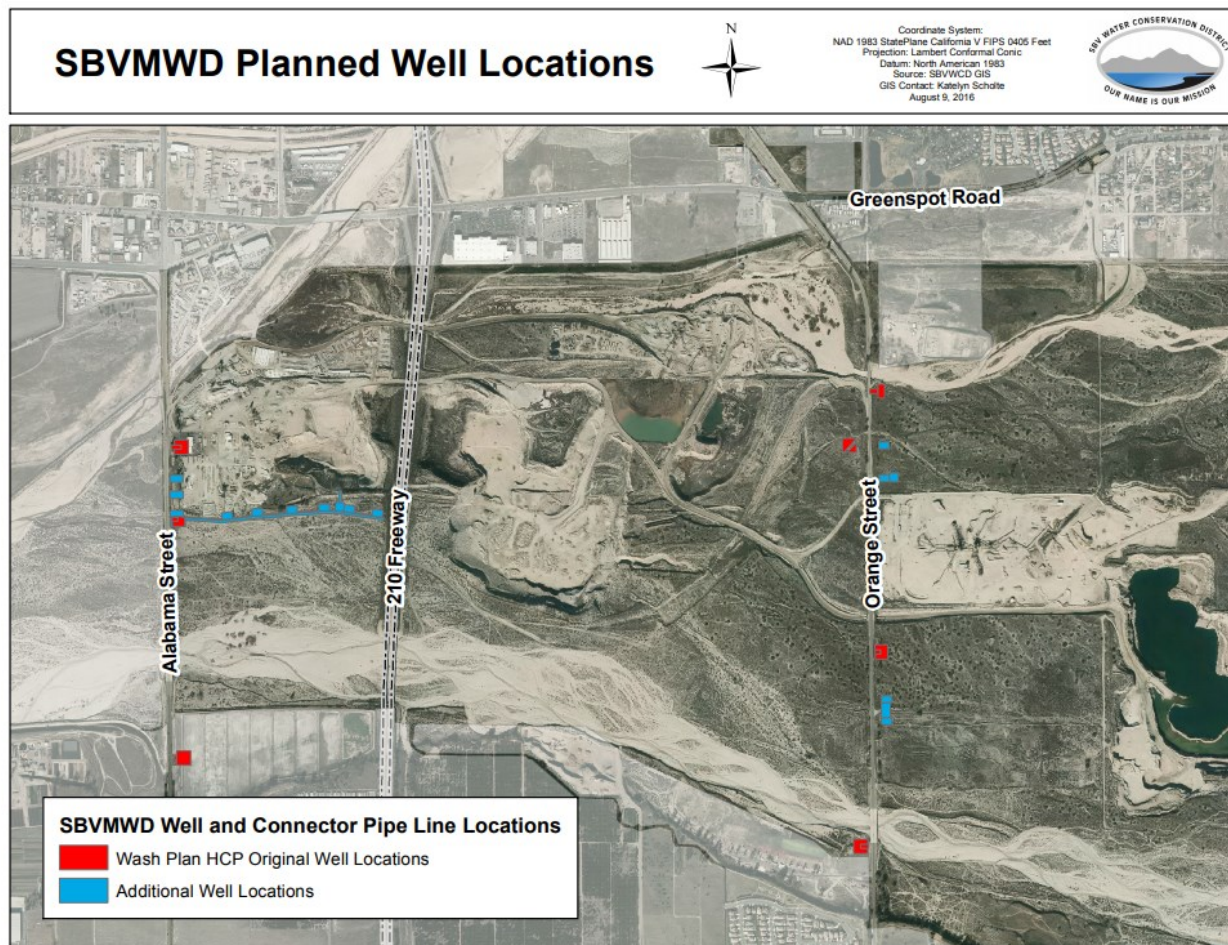 SBVMWD Planned Well Locations
N
Coordinate System:
NAD 1983 StatePlane California V FIPS 0405 Feet
Projection: Lambert Conformal Conic
Datum: North American 1983
Source: SBVWCD GIS
GIS Contact: Katelyn Scholte
August 9, 2016
SBV WATER CONSERVATION DISTRICT
OUR NAME IS OUR MISSION
Greenspot Road
210 Freeway
Orange Street
Alabama Street
SBVMWD Well and Connector Pipe Line Locations
Wash Plan HCP Original Well Locations
Additional Well Locations